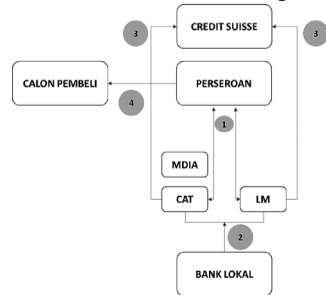 CREDIT SUISSE
3
3
CALON PEMBELI
PERSEROAN
4
1
MDIA
CAT
LM
2
BANK LOKAL